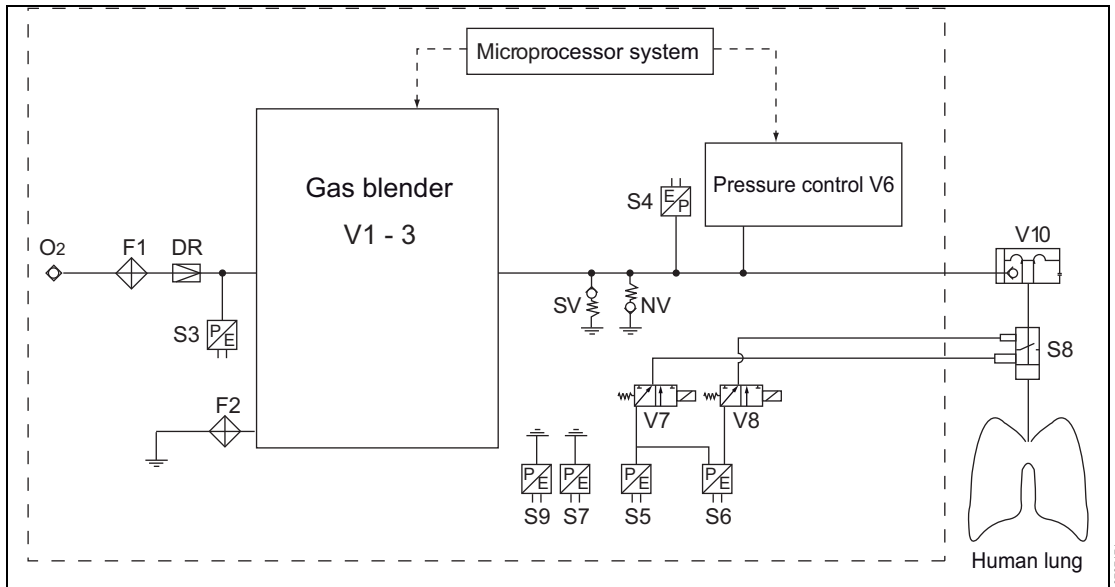 Microprocessor system
Gas blender
V1 - 3
Pressure control V6
S4
E
P
V10
O2
F1
DR
S3
P
E
SV
NV
S8
F2
V7
V8
P
E
P
E
P
E
P
E
S9
S7
S5
S6
Human lung